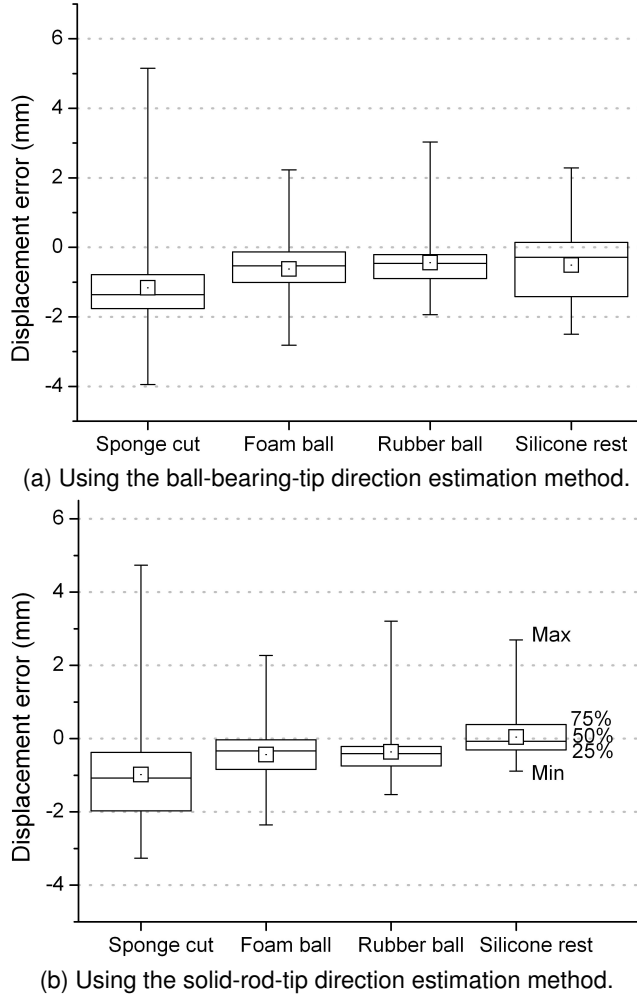 6
4
2
0
-2
-4
Displacement error (mm)
Sponge cut Foam ball Rubber ball Silicone rest
(a) Using the ball-bearing-tip direction estimation method.
6
4
2
0
-2
-4
Displacement error (mm)
Max
75%
50%
25%
Min
Sponge cut Foam ball Rubber ball Silicone rest
(b) Using the solid-rod-tip direction estimation method.